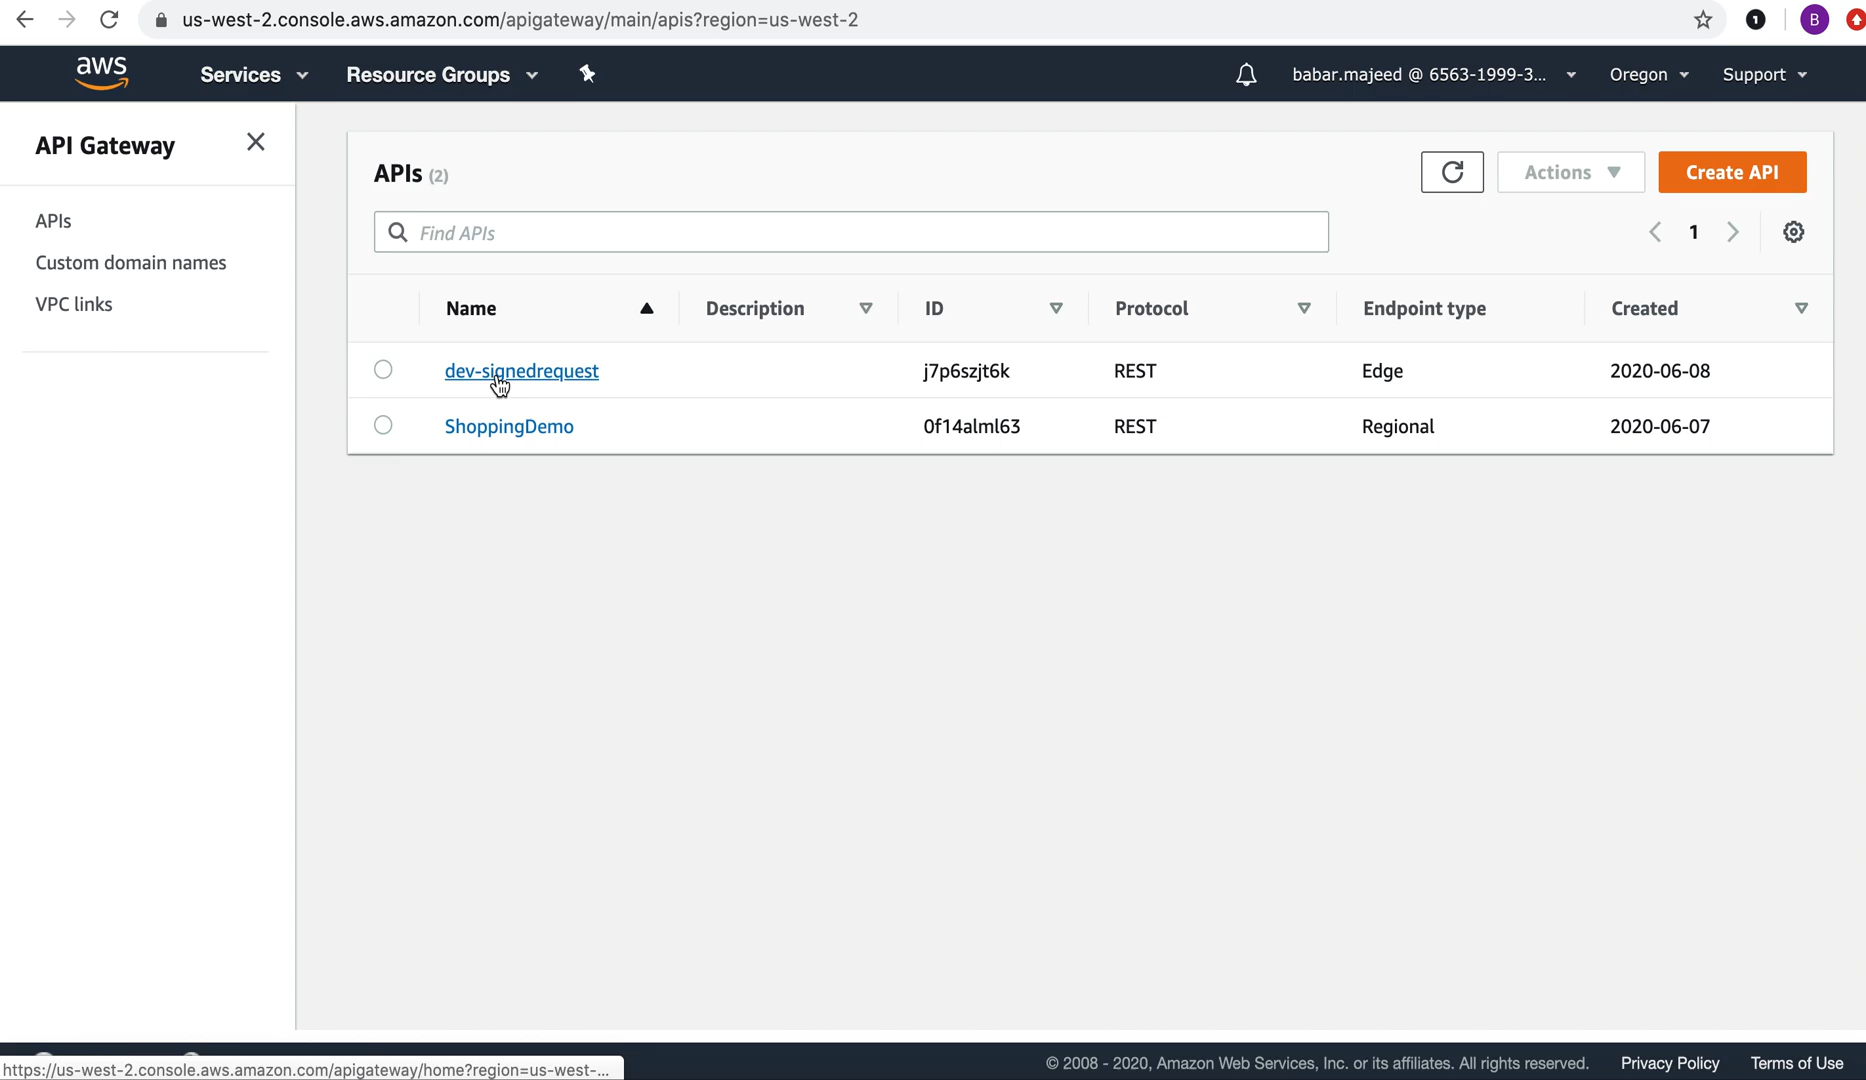 us-west-2.console.aws.amazon.com/apigateway/main/apis?region=us-west-2
1
B
aws
Services
Resource Groups
babar.majeed @ 6563-1999-3...
Oregon
Support
API Gateway
APIs
Custom domain names
VPC links
APIs (2)
Actions
Create API
Find APIs
1
Name Description ID Protocol Endpoint type Created
dev-signedrequest j7p6szjt6k REST Edge 2020-06-08
ShoppingDemo 0f14alml63 REST Regional 2020-06-07
https://us-west-2.console.aws.amazon.com/apigateway/home?region=us-west-...
© 2008 - 2020, Amazon Web Services, Inc. or its affiliates. All rights reserved. Privacy Policy Terms of Use